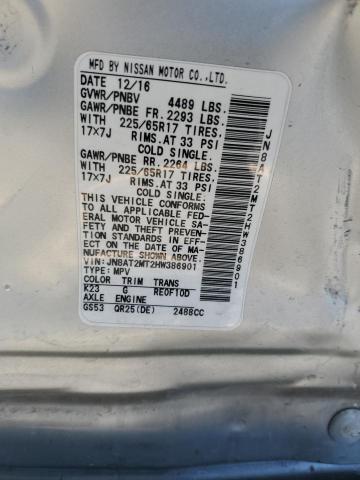 MFD BY NISSAN MOTOR CO.,LTD.
DATE 12/16
GVWR/PNBV 4489 LBS.
GAWR/PNBE FR. 2293 LBS.
WITH 225/65R17 TIRES,
17X7J RIMS.AT 33 PSI
COLD SINGLE.
GAWR/PNBE RR. 2264 LBS.
WITH 225/65R17 TIRES,
17X7J RIMS.AT 33 PSI
COLD SINGLE.
THIS VEHICLE CONFORMS
TO ALL APPLICABLE FED-
ERAL MOTOR VEHICLE SA-
FETY AND THEFT PREVEN-
TION STANDARDS IN EFF-
ECT ON THE DATE OF MA-
NUFACTURE SHOWN ABOVE.
VIN: JN8AT2MT2HW386901
TYPE: MPV
COLOR TRIM TRANS
K23 G RE0F10D
AXLE ENGINE
GS53 QR25(DE) 2488CC
JN8AT2MT2HW386901